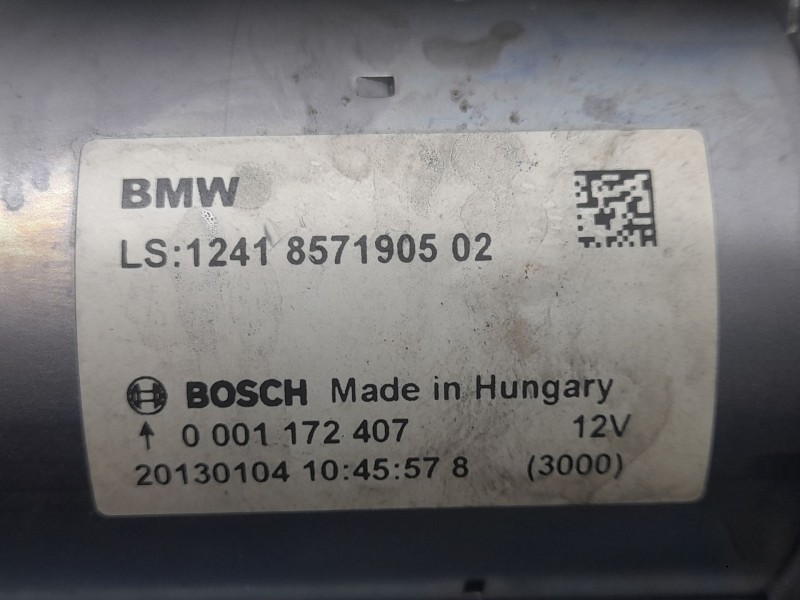 BMW
LS:1241 8571905 02
BOSCH Made in Hungary
↑ 0 001 172 407 12V
20130104 10:45:57 8 (3000)